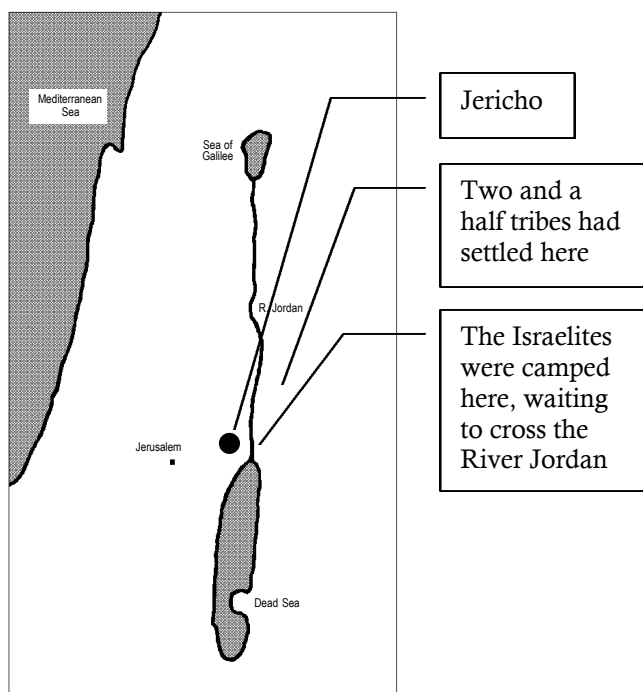 Mediterranean
Sea
Sea of
Galilee
R. Jordan
Jerusalem
Dead Sea
Jericho
Two and a
half tribes had
settled here
The Israelites
were camped
here, waiting
to cross the
River Jordan